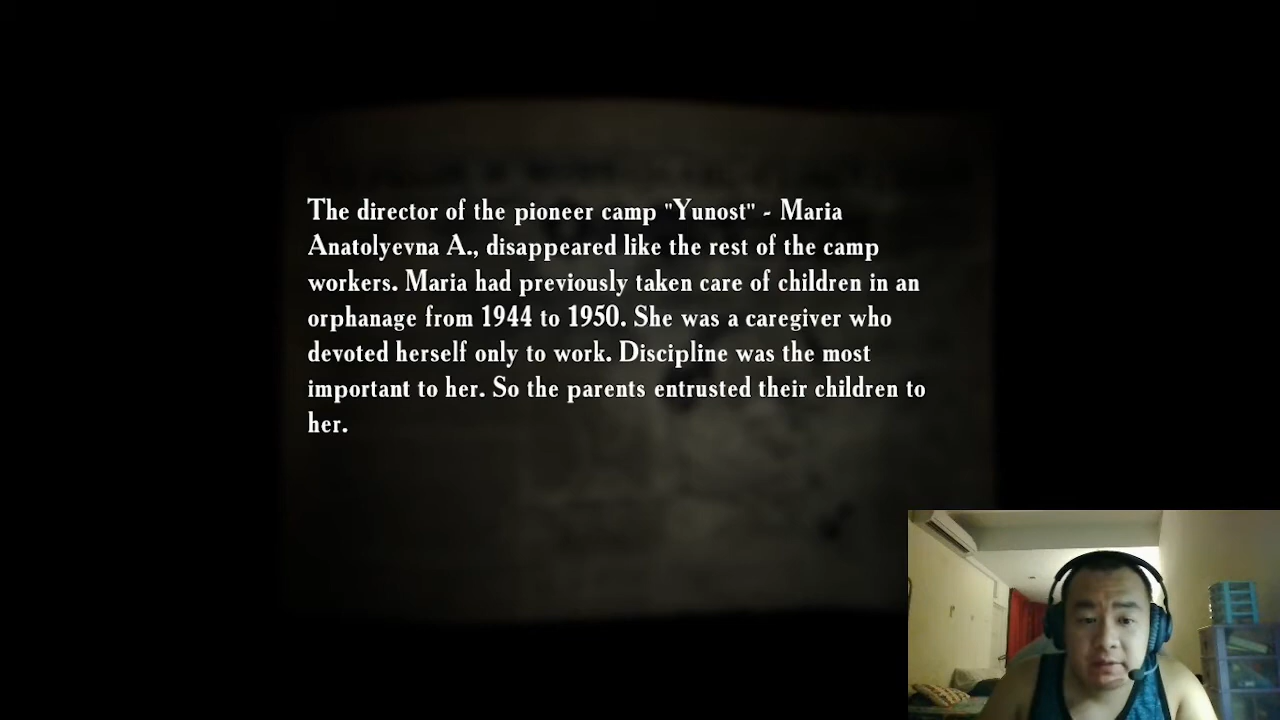 The director of the pioneer camp "Yunost" - Maria
Anatolyevna A., disappeared like the rest of the camp
workers. Maria had previously taken care of children in an
orphanage from 1944 to 1950. She was a caregiver who
devoted herself only to work. Discipline was the most
important to her. So the parents entrusted their children to
her.